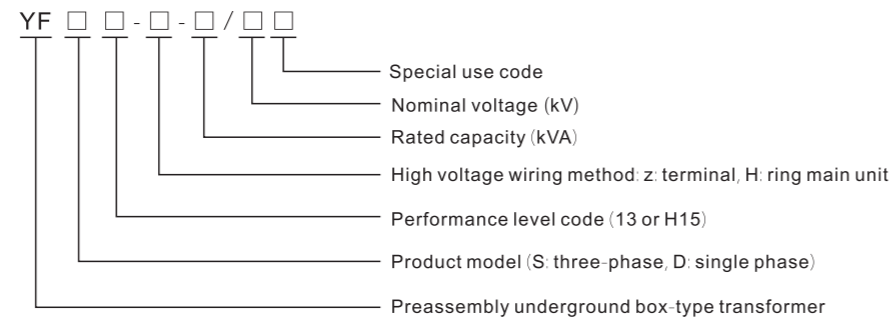 YF □ □ - □ - □ / □ □
Special use code
Nominal voltage (kV)
Rated capacity (kVA)
High voltage wiring method: z: terminal, H: ring main unit
Performance level code (13 or H15)
Product model (S: three-phase, D: single phase)
Preassembly underground box-type transformer